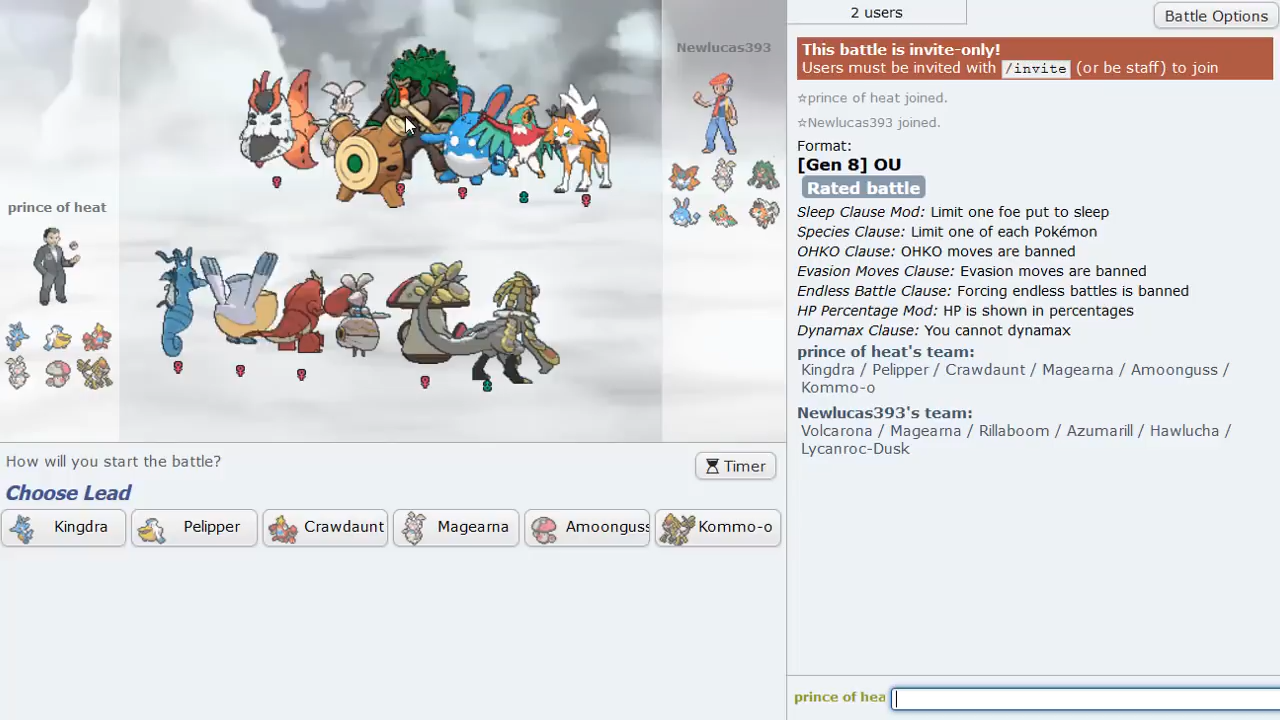 2 users
Battle Options
This battle is invite-only!
Users must be invited with /invite (or be staff) to join
☆prince of heat joined.
☆Newlucas393 joined.
Format:
[Gen 8] OU
Rated battle
Sleep Clause Mod: Limit one foe put to sleep
Species Clause: Limit one of each Pokémon
OHKO Clause: OHKO moves are banned
Evasion Moves Clause: Evasion moves are banned
Endless Battle Clause: Forcing endless battles is banned
HP Percentage Mod: HP is shown in percentages
Dynamax Clause: You cannot dynamax
prince of heat's team:
Kingdra / Pelipper / Crawdaunt / Magearna / Amoonguss /
Kommo-o
Newlucas393's team:
Volcarona / Magearna / Rillaboom / Azumarill / Hawlucha /
Lycanroc-Dusk
prince of hea
Newlucas393
prince of heat
How will you start the battle?
Timer
Choose Lead
Kingdra
Pelipper
Crawdaunt
Magearna
Amoonguss
Kommo-o